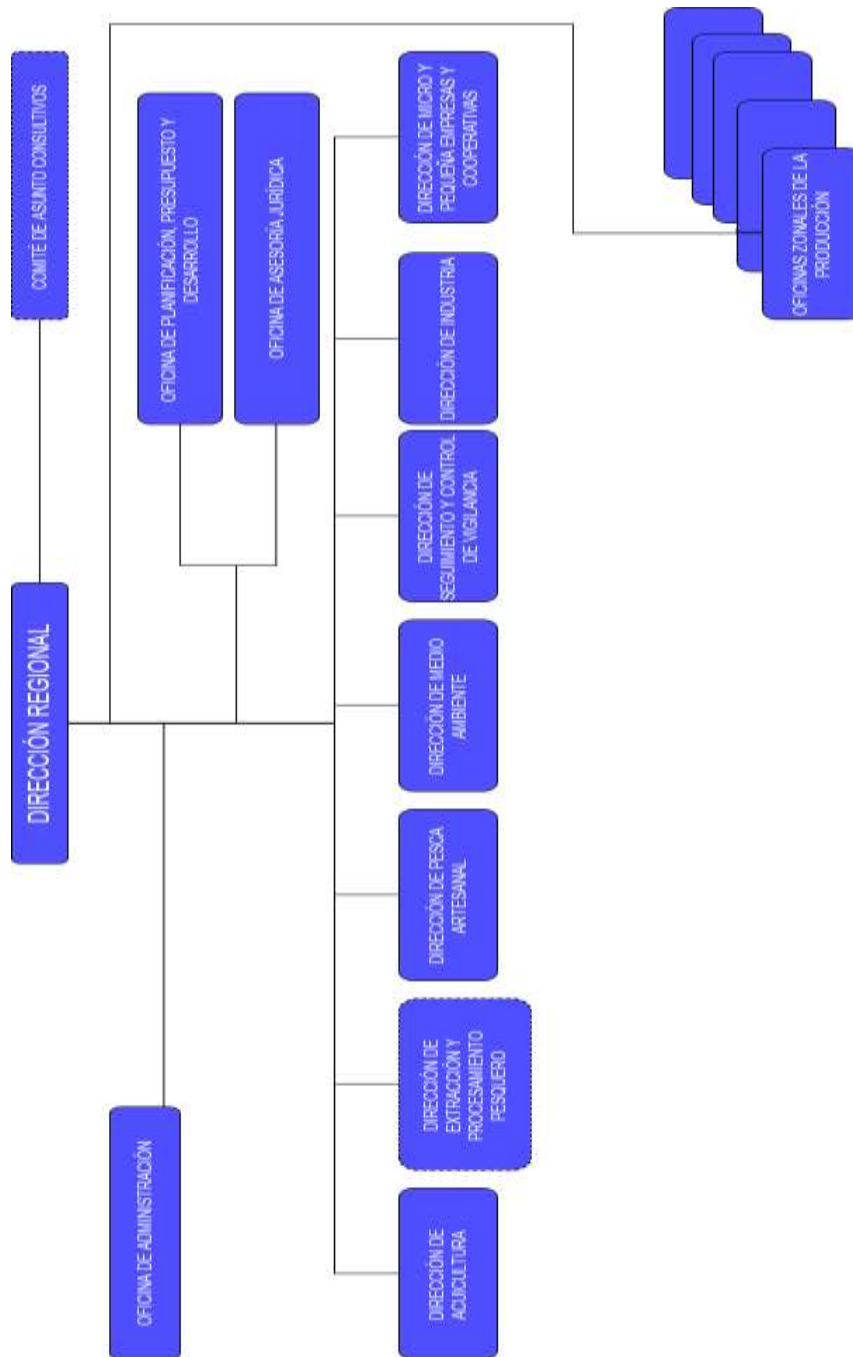 DIRECCIÓN REGIONAL
COMITÉ DE ASUNTO CONSULTIVOS
OFICINA DE ADMINISTRACIÓN
OFICINA DE PLANIFICACIÓN, PRESUPUESTO Y
DESARROLLO
OFICINA DE ASESORÍA JURÍDICA
DIRECCIÓN DE
ACUICULTURA
DIRECCIÓN DE
EXTRACCIÓN Y
PROCESAMIENTO
PESQUERO
DIRECCIÓN DE PESCA
ARTESANAL
DIRECCIÓN DE MEDIO
AMBIENTE
DIRECCIÓN DE
SEGUIMIENTO Y CONTROL
DE VIGILANCIA
DIRECCIÓN DE INDUSTRIA
DIRECCIÓN DE MICRO Y
PEQUEÑA EMPRESAS Y
COOPERATIVAS
OFICINAS ZONALES DE LA
PRODUCCIÓN